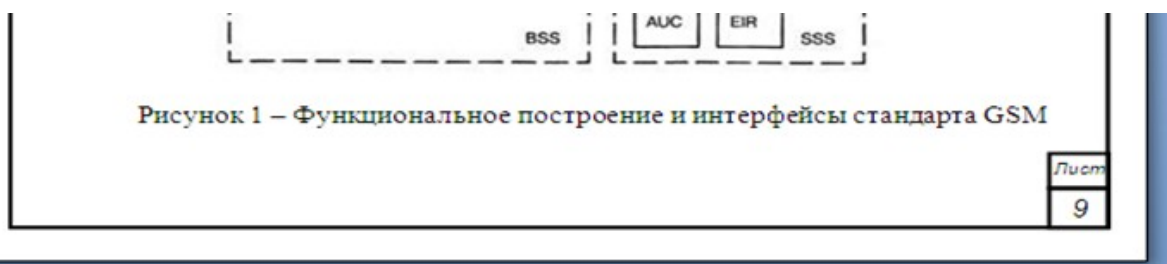 AUC EIR
BSS SSS
Рисунок 1 – Функциональное построение и интерфейсы стандарта GSM
Лист
9